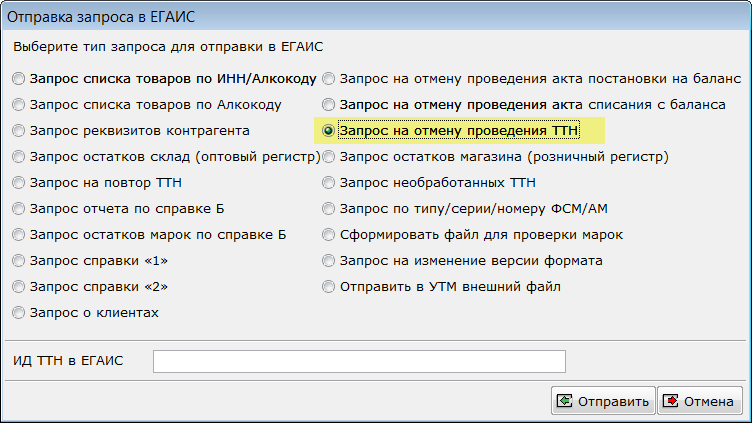 Отправка запроса в ЕГАИС
Выберите тип запроса для отправки в ЕГАИС
Запрос списка товаров по ИНН/Алкокоду
Запрос на отмену проведения акта постановки на баланс
Запрос списка товаров по Алкокоду
Запрос на отмену проведения акта списания с баланса
Запрос реквизитов контрагента
Запрос на отмену проведения ТТН
Запрос остатков склад (оптовый регистр)
Запрос остатков магазина (розничный регистр)
Запрос на повтор ТТН
Запрос необработанных ТТН
Запрос отчета по справке Б
Запрос по типу/серии/номеру ФСМ/АМ
Запрос остатков марок по справке Б
Сформировать файл для проверки марок
Запрос справки «1»
Запрос на изменение версии формата
Запрос справки «2»
Отправить в УТМ внешний файл
Запрос о клиентах
ИД ТТН в ЕГАИС
Отправить
Отмена